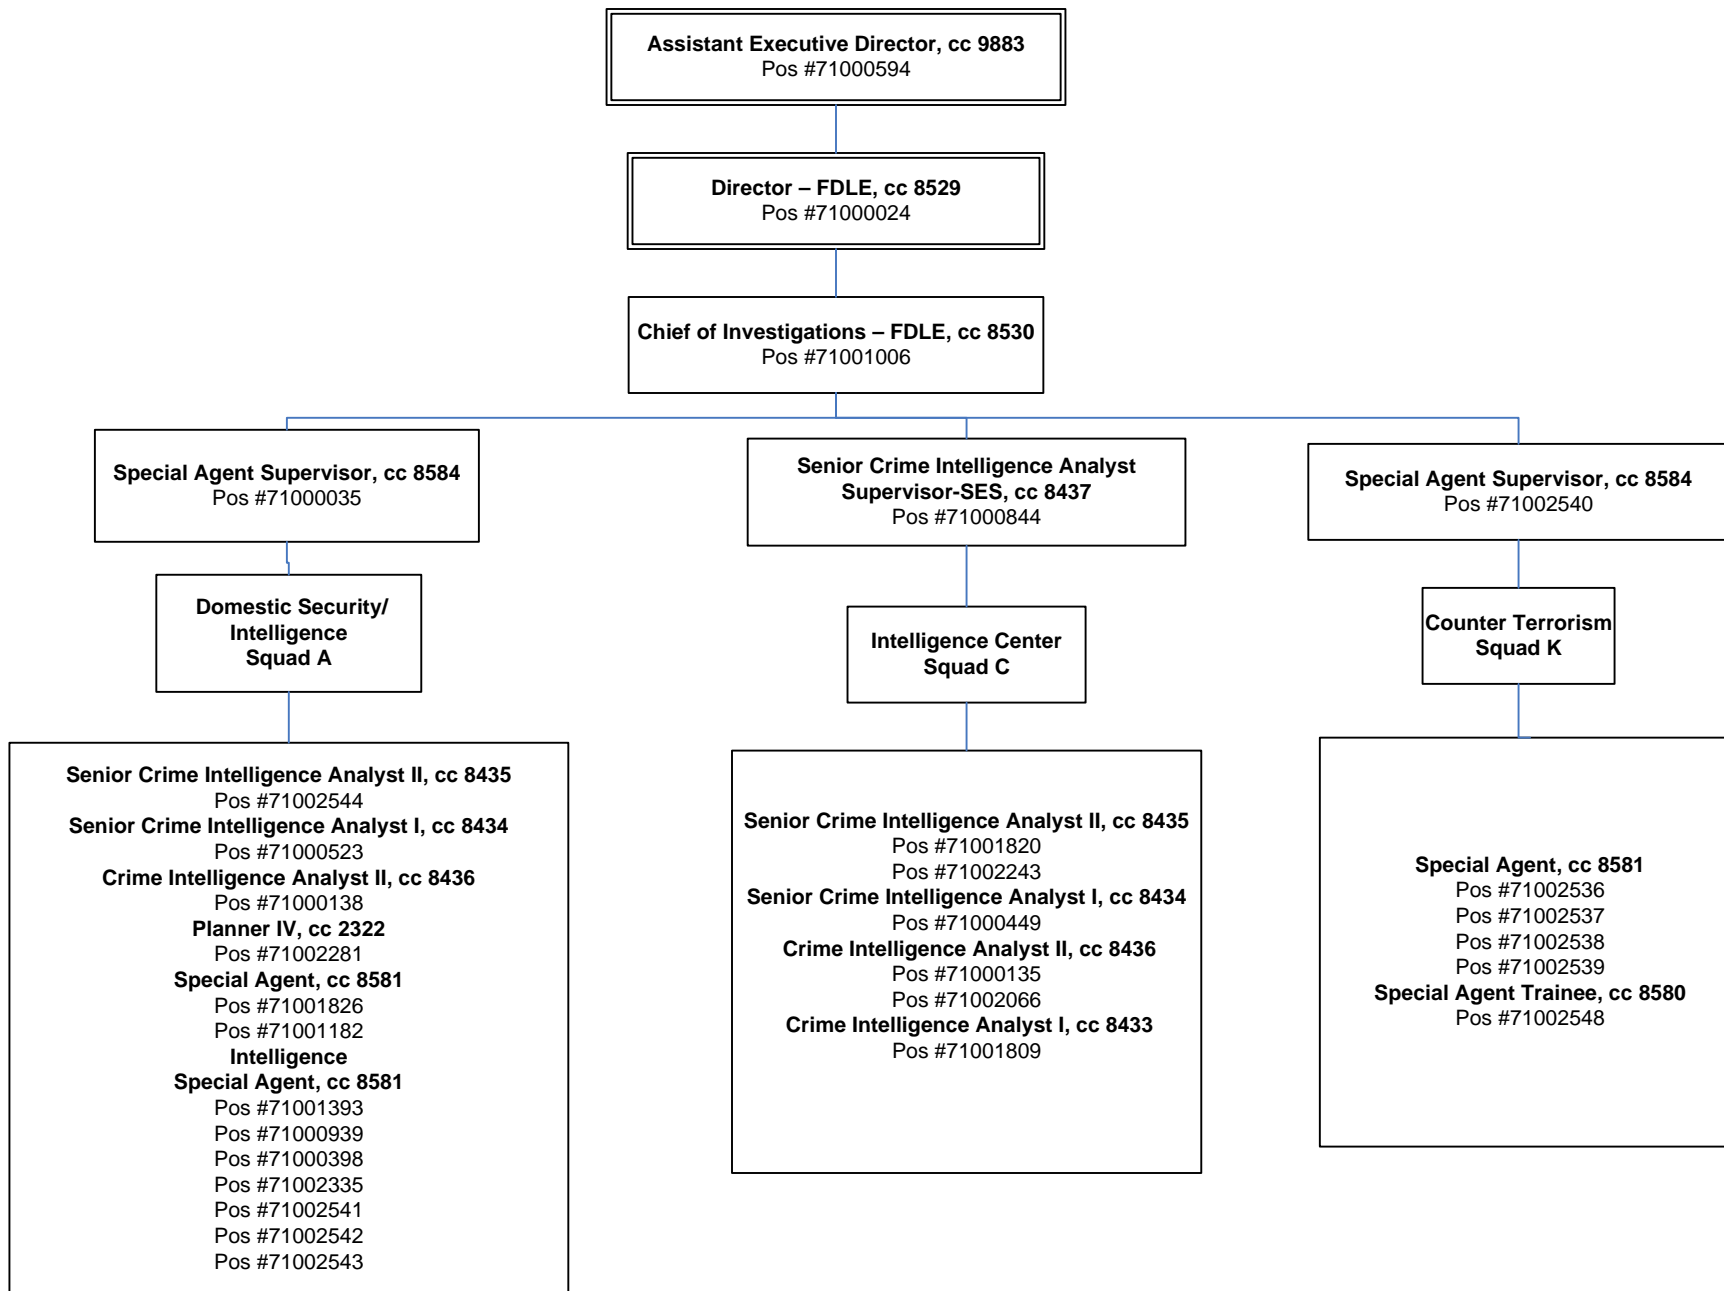 Assistant Executive Director, cc 9883
Pos #71000594
Director – FDLE, cc 8529
Pos #71000024
Chief of Investigations – FDLE, cc 8530
Pos #71001006
Special Agent Supervisor, cc 8584
Pos #71000035
Senior Crime Intelligence Analyst
Supervisor-SES, cc 8437
Pos #71000844
Special Agent Supervisor, cc 8584
Pos #71002540
Domestic Security/
Intelligence
Squad A
Intelligence Center
Squad C
Counter Terrorism
Squad K
Senior Crime Intelligence Analyst II, cc 8435
Pos #71002544
Senior Crime Intelligence Analyst I, cc 8434
Pos #71000523
Crime Intelligence Analyst II, cc 8436
Pos #71000138
Planner IV, cc 2322
Pos #71002281
Special Agent, cc 8581
Pos #71001826
Pos #71001182
Intelligence
Special Agent, cc 8581
Pos #71001393
Pos #71000939
Pos #71000398
Pos #71002335
Pos #71002541
Pos #71002542
Pos #71002543
Senior Crime Intelligence Analyst II, cc 8435
Pos #71001820
Pos #71002243
Senior Crime Intelligence Analyst I, cc 8434
Pos #71000449
Crime Intelligence Analyst II, cc 8436
Pos #71000135
Pos #71002066
Crime Intelligence Analyst I, cc 8433
Pos #71001809
Special Agent, cc 8581
Pos #71002536
Pos #71002537
Pos #71002538
Pos #71002539
Special Agent Trainee, cc 8580
Pos #71002548